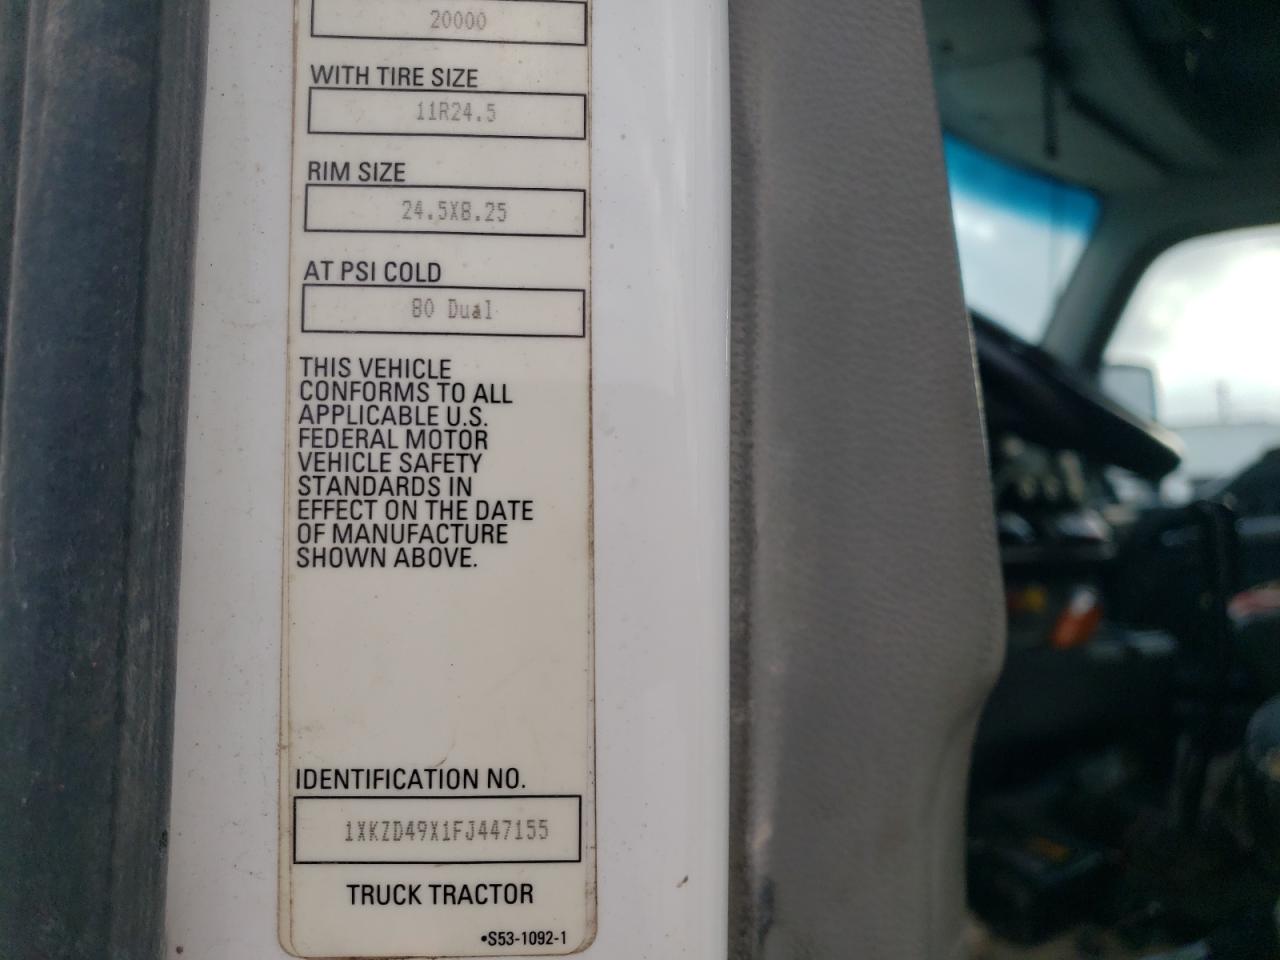 20000
WITH TIRE SIZE
11R24.5
RIM SIZE
24.5X8.25
AT PSI COLD
80 Dual
THIS VEHICLE
CONFORMS TO ALL
APPLICABLE U.S.
FEDERAL MOTOR
VEHICLE SAFETY
STANDARDS IN
EFFECT ON THE DATE
OF MANUFACTURE
SHOWN ABOVE.
IDENTIFICATION NO.
1XKZD49X1FJ447155
TRUCK TRACTOR
•S53-1092-1